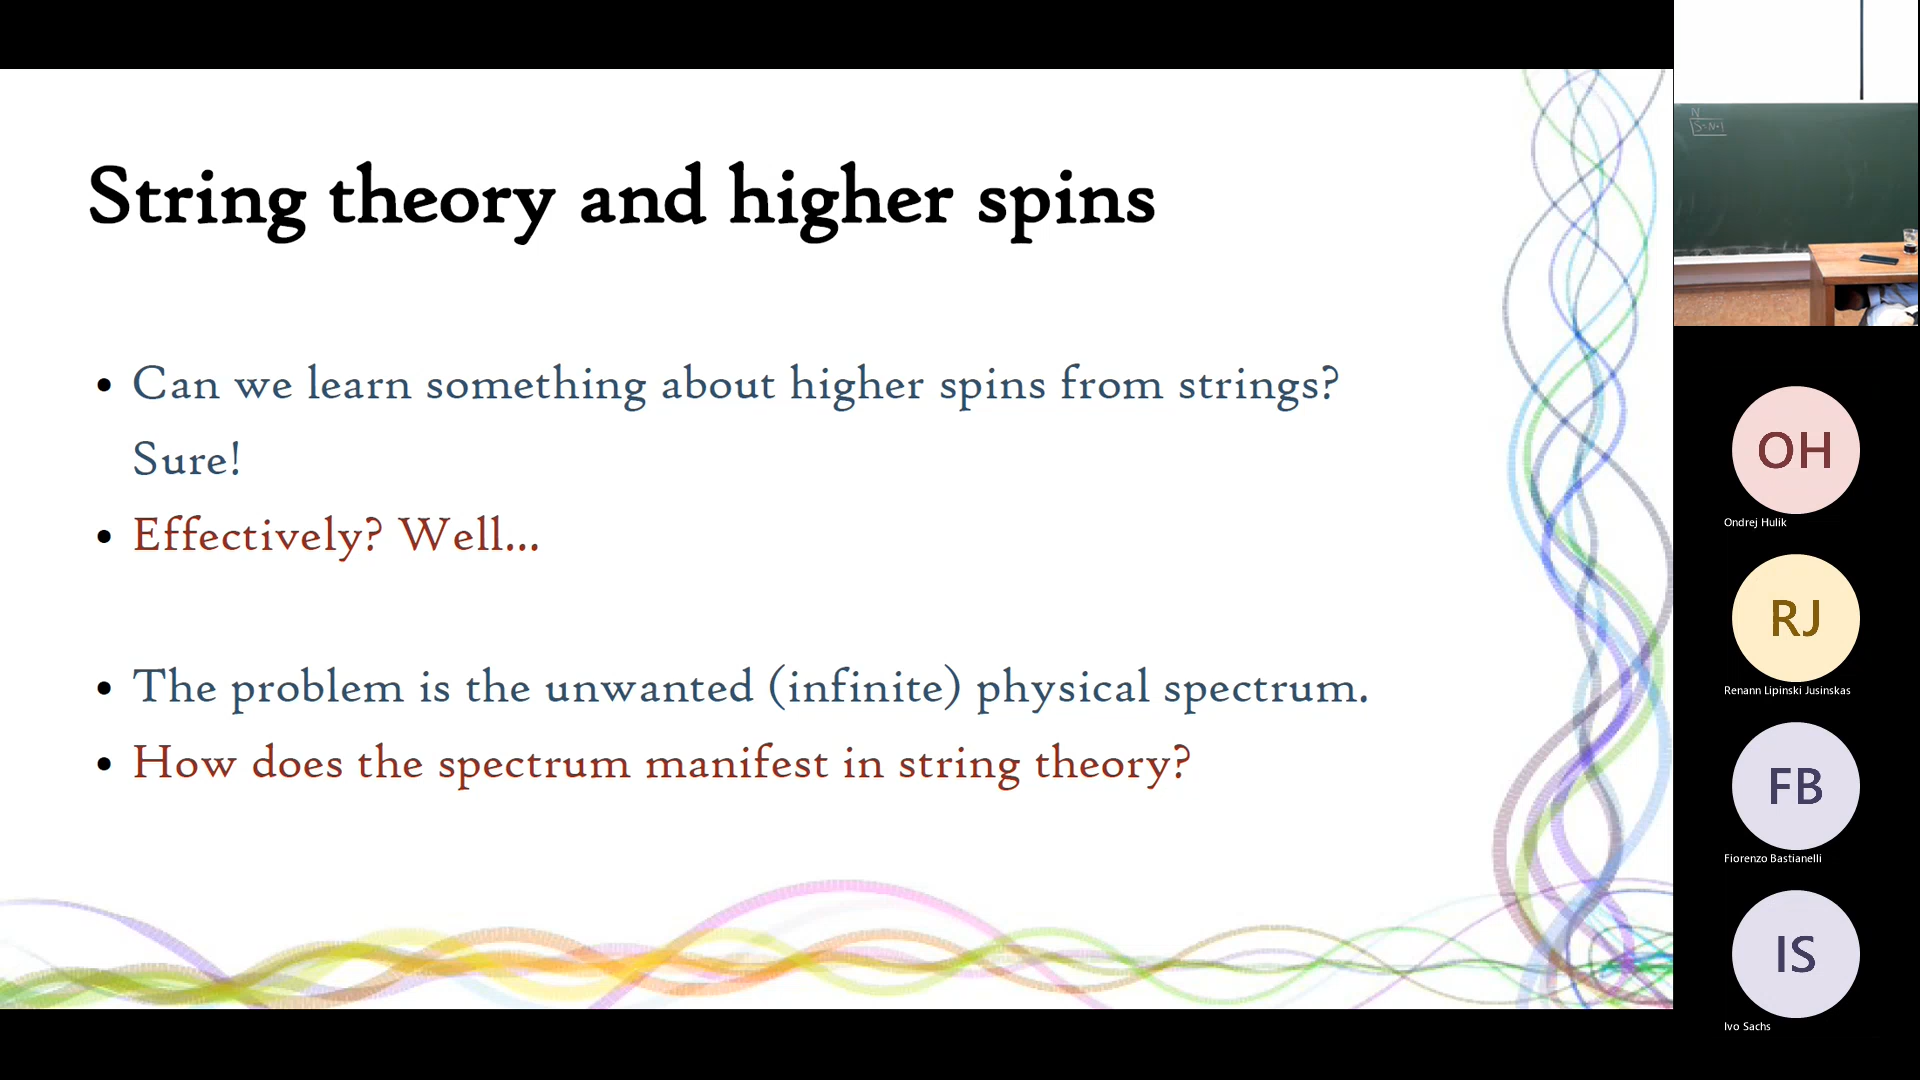 String theory and higher spins
• Can we learn something about higher spins from strings?
Sure!
• Effectively? Well...
• The problem is the unwanted (infinite) physical spectrum.
• How does the spectrum manifest in string theory?
N
OH
Ondrej Hulik
RJ
Renann Lipinski Jusinskas
FB
Fiorenzo Bastianelli
IS
Ivo Sachs